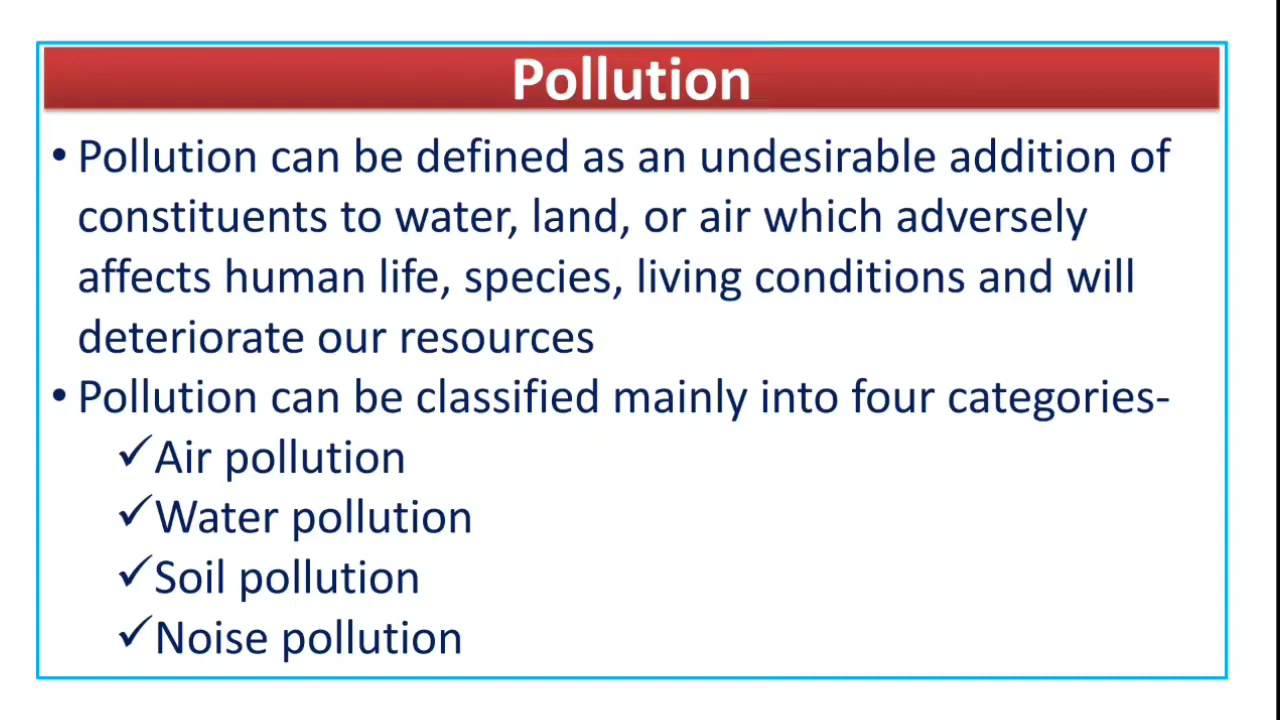 Pollution
• Pollution can be defined as an undesirable addition of
constituents to water, land, or air which adversely
affects human life, species, living conditions and will
deteriorate our resources
• Pollution can be classified mainly into four categories-
✓Air pollution
✓Water pollution
✓Soil pollution
✓Noise pollution